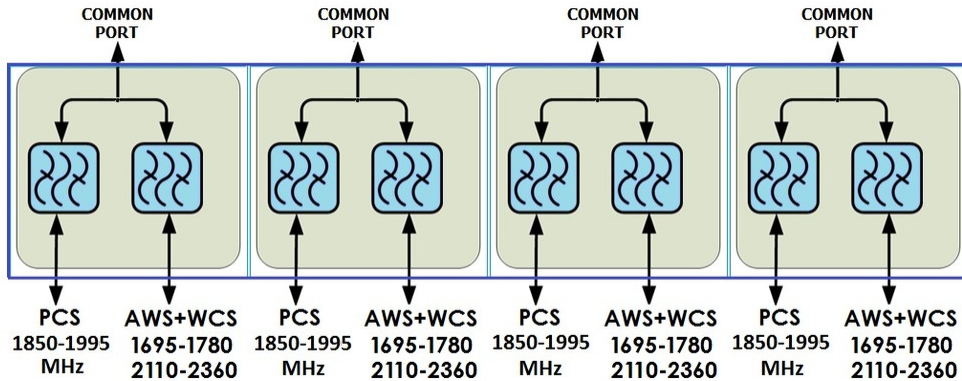 COMMON
PORT
COMMON
PORT
COMMON
PORT
COMMON
PORT
PCS
1850-1995
MHz
AWS+WCS
1695-1780
2110-2360
PCS
1850-1995
MHz
AWS+WCS
1695-1780
2110-2360
PCS
1850-1995
MHz
AWS+WCS
1695-1780
2110-2360
PCS
1850-1995
MHz
AWS+WCS
1695-1780
2110-2360